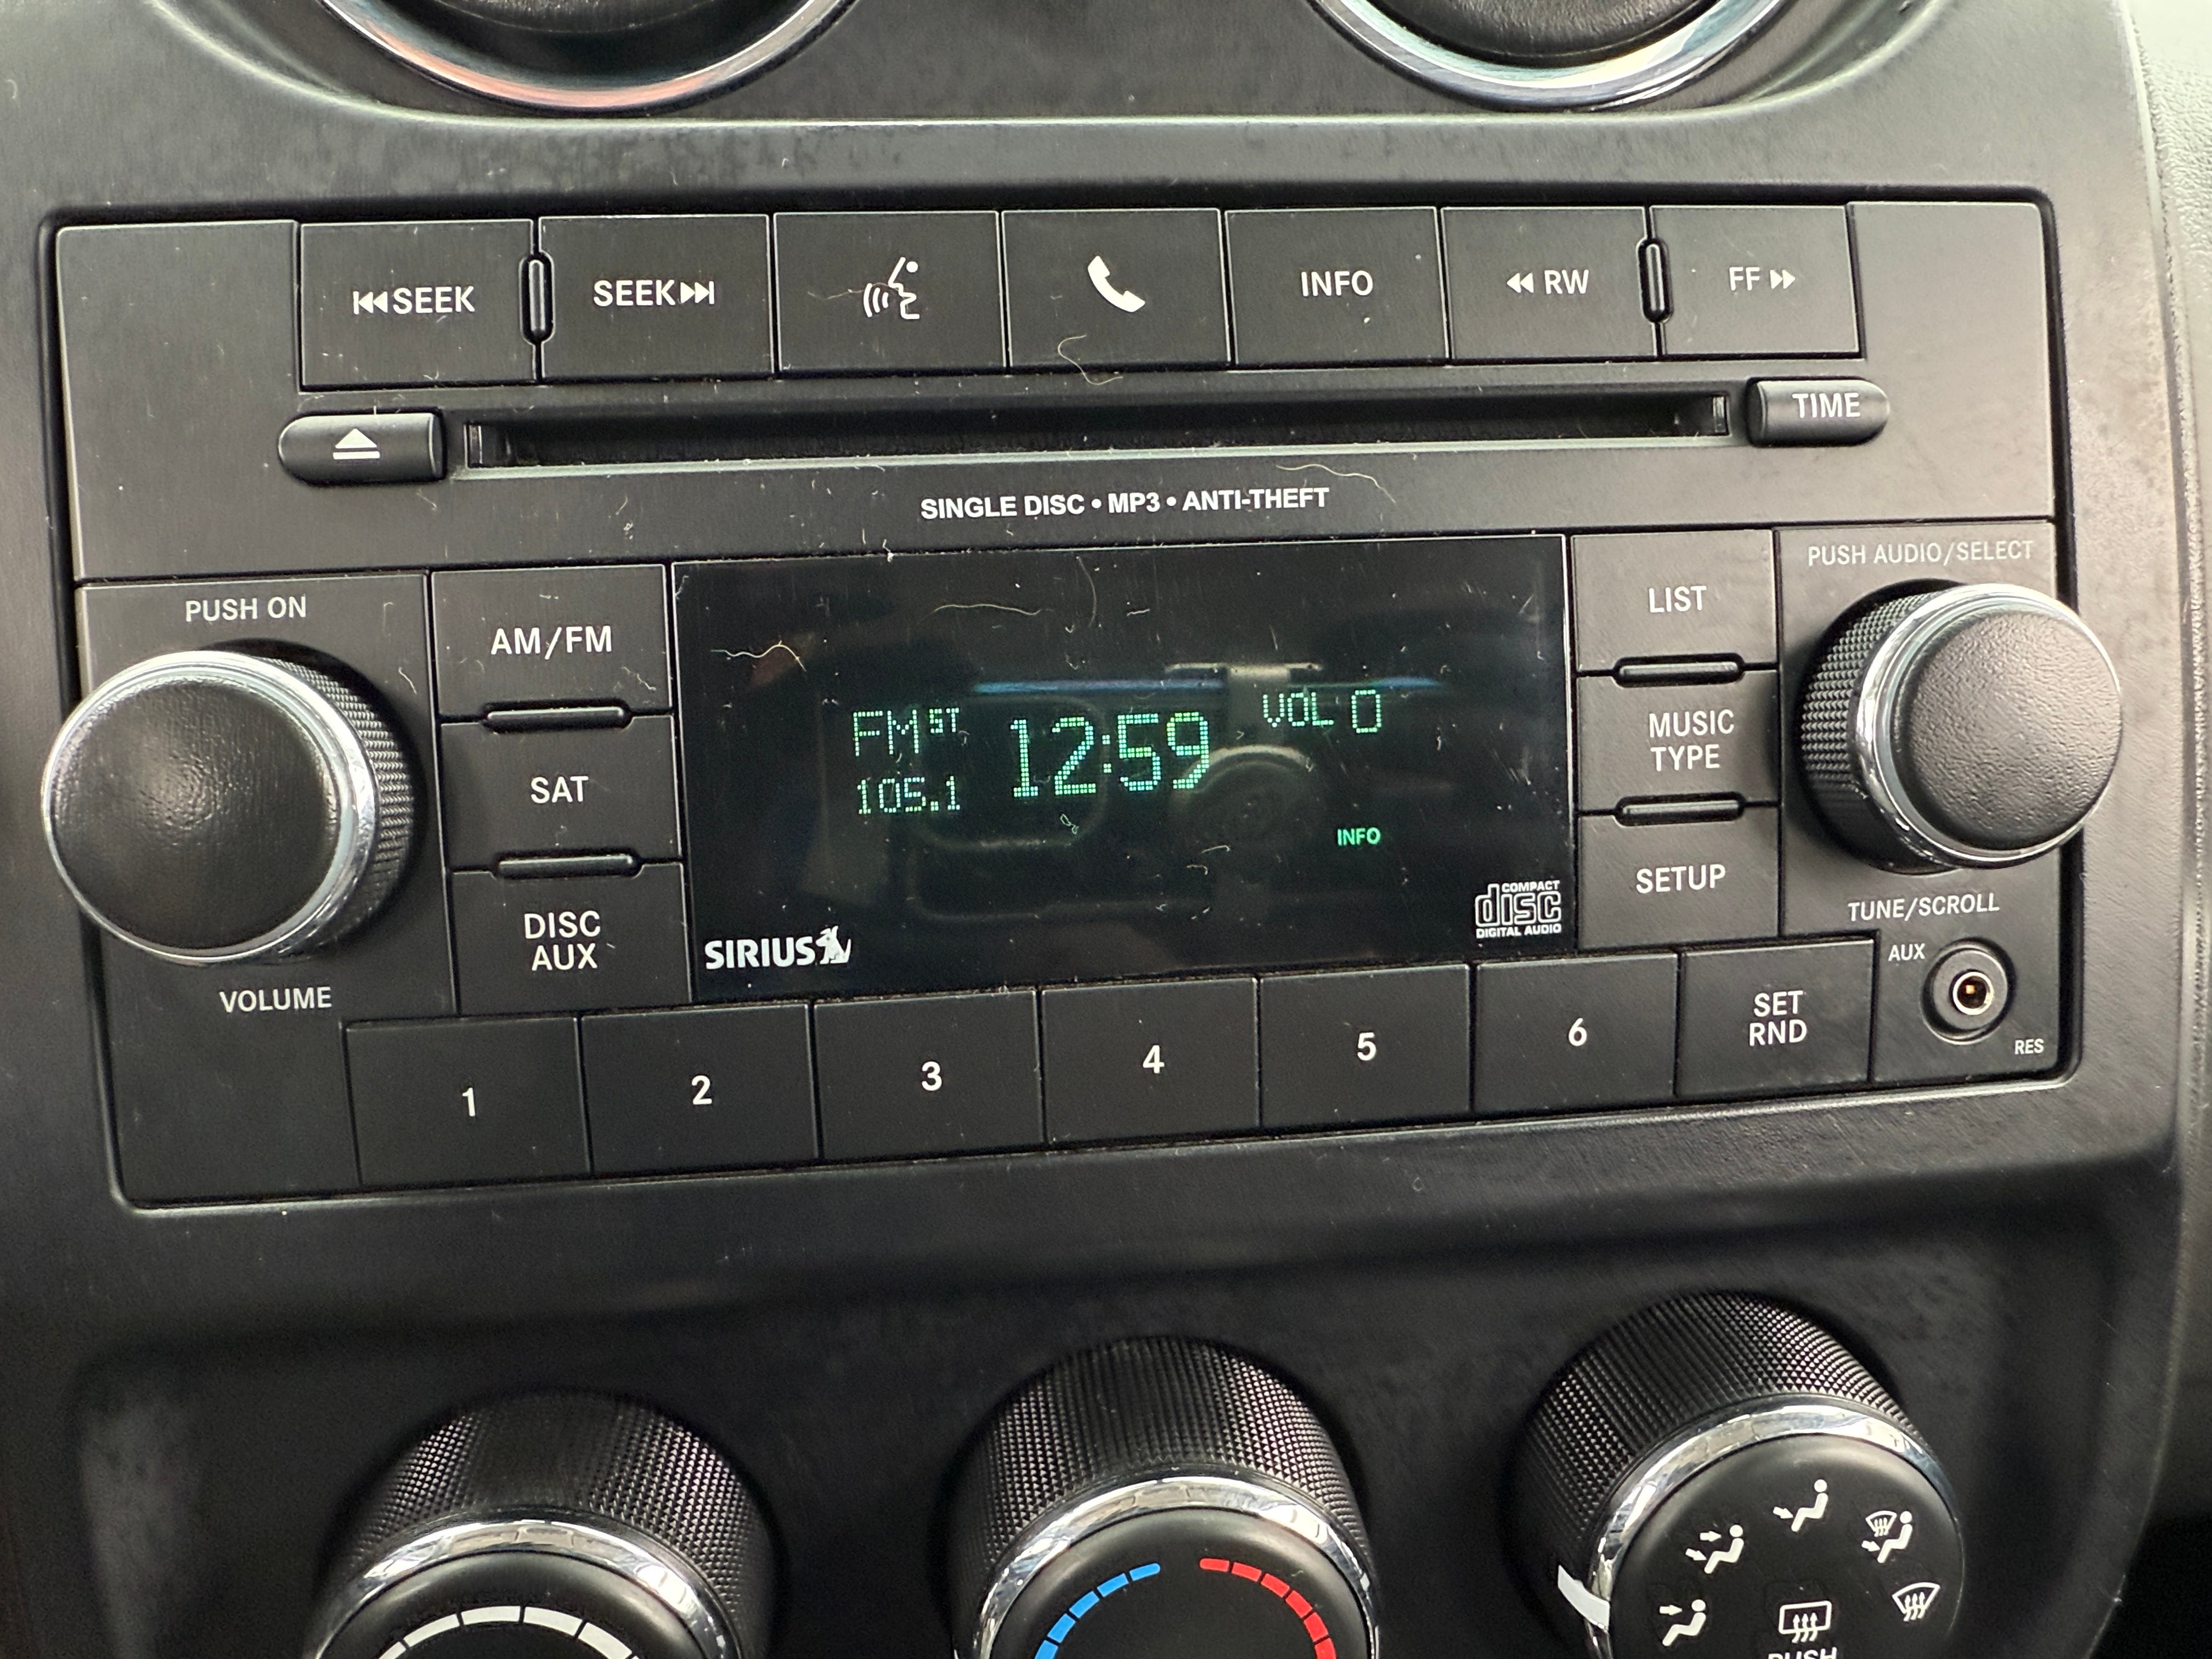 SEEK
SEEK
INFO
RW
FF
TIME
SINGLE DISC • MP3 • ANTI-THEFT
PUSH ON
AM/FM
SAT
DISC
AUX
VOLUME
FM ST
105.1
12:59
VOL 0
INFO
SIRIUS
COMPACT
disc
DIGITAL AUDIO
LIST
MUSIC
TYPE
SETUP
PUSH AUDIO/SELECT
TUNE/SCROLL
AUX
RES
1
2
3
4
5
6
SET
RND
PUSH